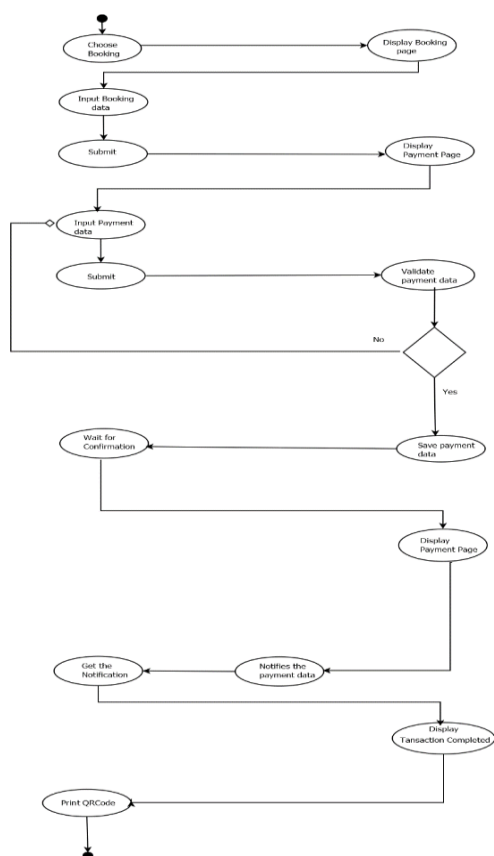 Choose
Booking
Display Booking
page
Input Booking
data
Submit
Display
Payment Page
Input Payment
data
Submit
Validate
payment data
No
Yes
Wait for
Confirmation
Save payment
data
Display
Payment Page
Get the
Notification
Notifies the
payment data
Display
Tansaction Completed
Print QRCode